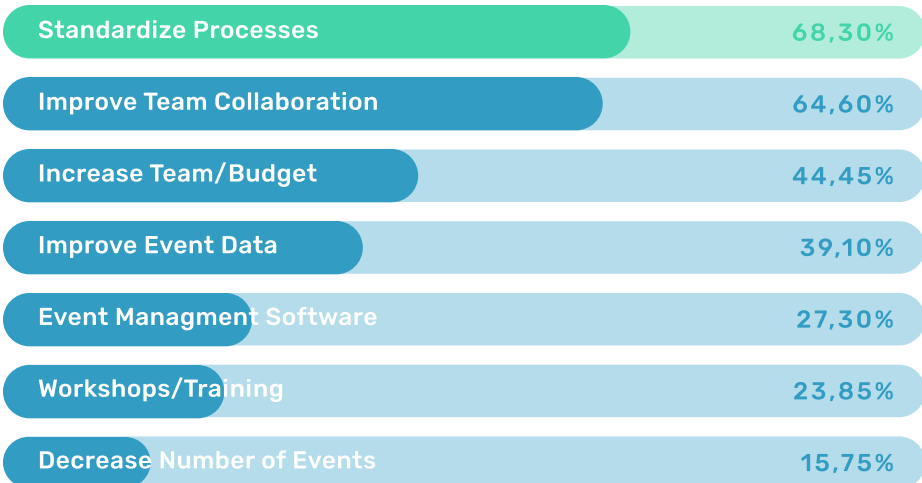 Standardize Processes 68,30%
Improve Team Collaboration 64,60%
Increase Team/Budget 44,45%
Improve Event Data 39,10%
Event Managment Software 27,30%
Workshops/Training 23,85%
Decrease Number of Events 15,75%